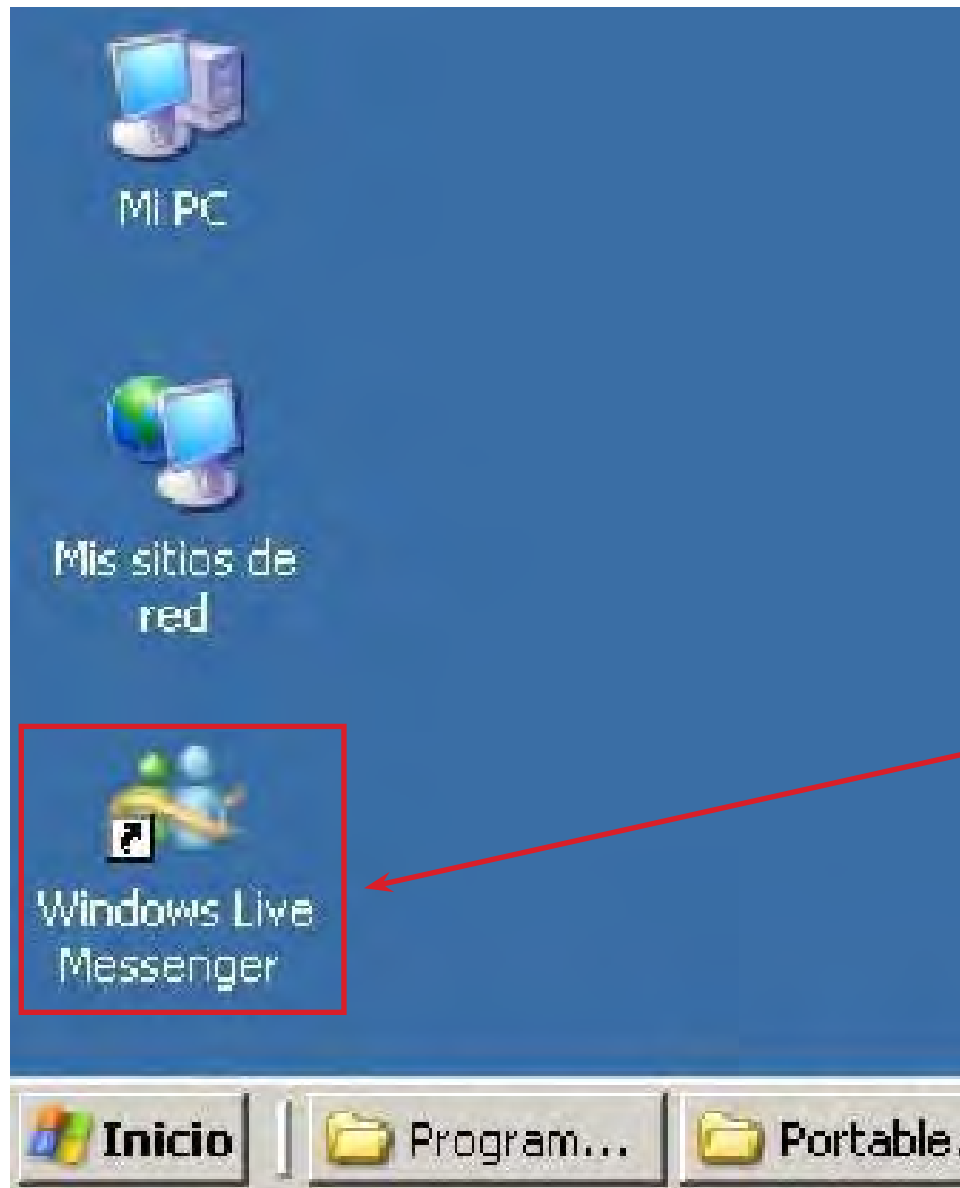 Mi PC
Mis sitios de
red
Windows Live
Messenger
Inicio
Program...
Portable.